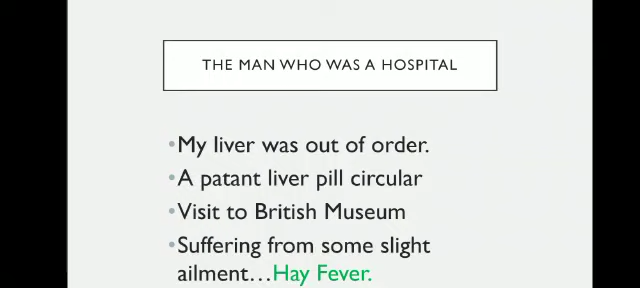 THE MAN WHO WAS A HOSPITAL
•My liver was out of order.
•A patant liver pill circular
•Visit to British Museum
•Suffering from some slight
ailment...Hay Fever.